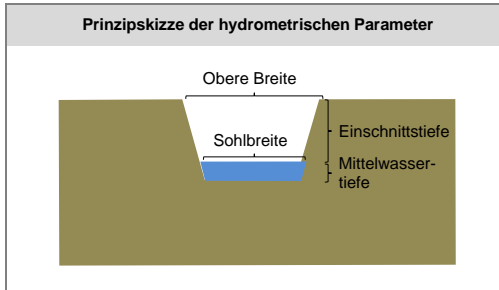 Prinzipskizze der hydrometrischen Parameter
Obere Breite
Einschnittstiefe
Sohlbreite
Mittelwasser-
tiefe